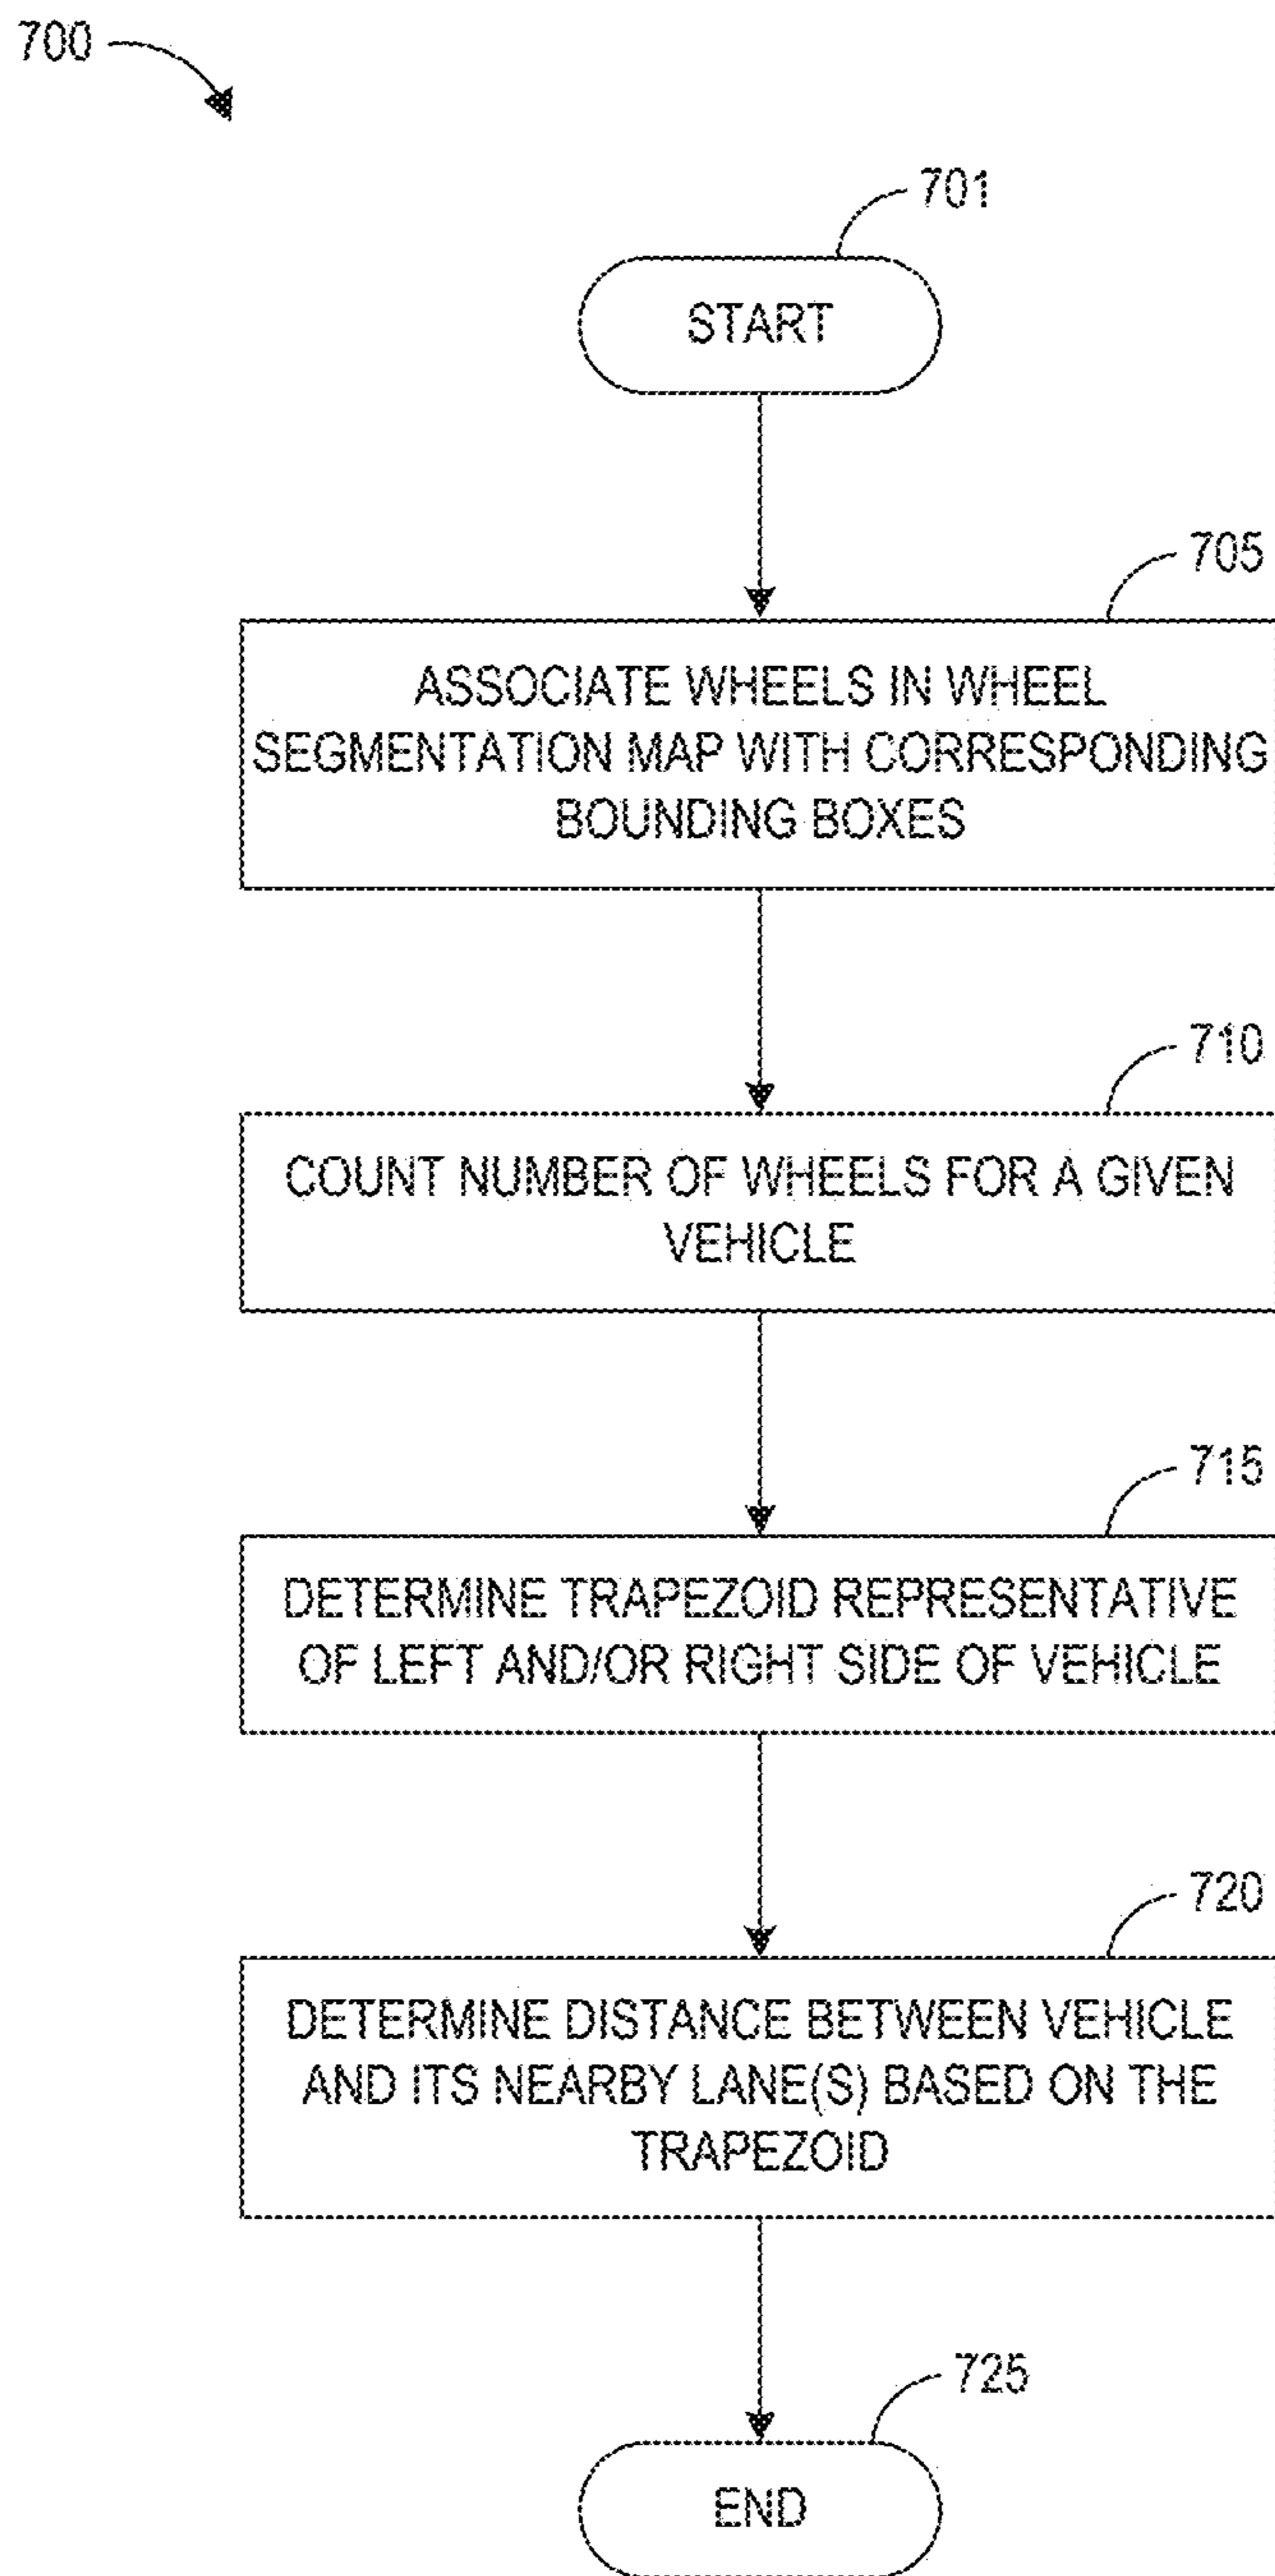 700
701
START
705
ASSOCIATE WHEELS IN WHEEL
SEGMENTATION MAP WITH CORRESPONDING
BOUNDING BOXES
710
COUNT NUMBER OF WHEELS FOR A GIVEN
VEHICLE
715
DETERMINE TRAPEZOID REPRESENTATIVE
OF LEFT AND/OR RIGHT SIDE OF VEHICLE
720
DETERMINE DISTANCE BETWEEN VEHICLE
AND ITS NEARBY LANE(S) BASED ON THE
TRAPEZOID
725
END